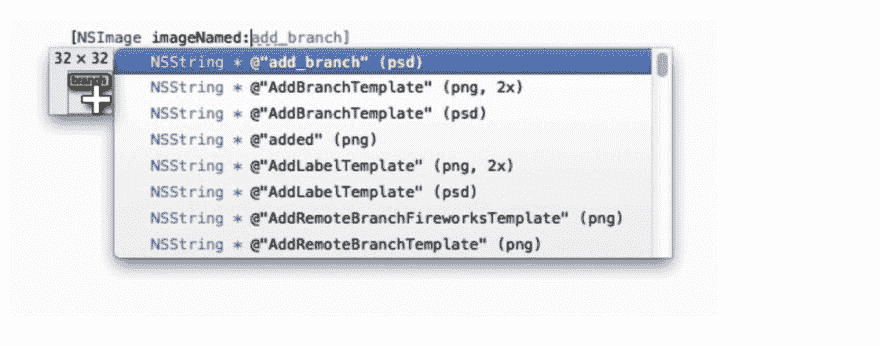 [NSImage imageNamed:add_branch]
32 × 32
branch
NSString * @"add_branch" (psd)
NSString * @"AddBranchTemplate" (png, 2x)
NSString * @"AddBranchTemplate" (psd)
NSString * @"added" (png)
NSString * @"AddLabelTemplate" (png, 2x)
NSString * @"AddLabelTemplate" (psd)
NSString * @"AddRemoteBranchFireworksTemplate" (png)
NSString * @"AddRemoteBranchTemplate" (png)